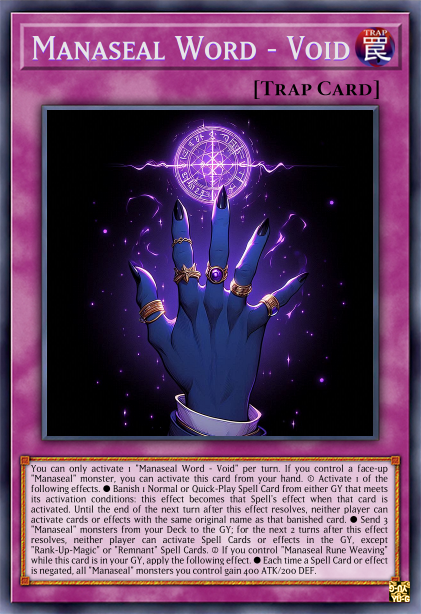 Manaseal Word - Void
TRAP
罠
[Trap Card]
You can only activate 1 "Manaseal Word - Void" per turn. If you control a face-up
"Manaseal" monster, you can activate this card from your hand. ① Activate 1 of the
following effects. ● Banish 1 Normal or Quick-Play Spell Card from either GY that meets
its activation conditions: this effect becomes that Spell's effect when that card is
activated. Until the end of the next turn after this effect resolves, neither player can
activate cards or effects with the same original name as that banished card. ● Send 3
"Manaseal" monsters from your Deck to the GY; for the next 2 turns after this effect
resolves, neither player can activate Spell Cards or effects in the GY, except
"Rank-Up-Magic" or "Remnant" Spell Cards. ② If you control "Manaseal Rune Weaving"
while this card is in your GY, apply the following effect. ● Each time a Spell Card or effect
is negated, all "Manaseal" monsters you control gain 400 ATK/200 DEF.